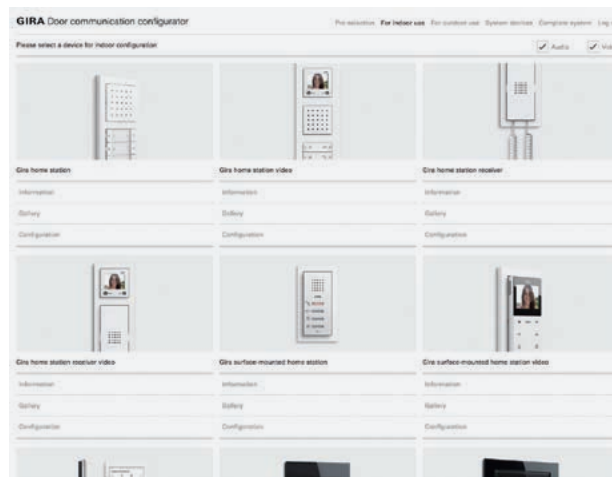 GIRA Door communication configurator
Pre-selection For indoor use For outdoor use System devices Complete system Log
Please select a device for indoor configuration
Audio
Gira home station
Gira home station video
Gira home station receiver
Information
Information
Information
Gallery
Gallery
Gallery
Configuration
Configuration
Configuration
Gira home station receiver video
Gira surface-mounted home station
Gira surface-mounted home station video
Information
Information
Information
Gallery
Gallery
Gallery
Configuration
Configuration
Configuration